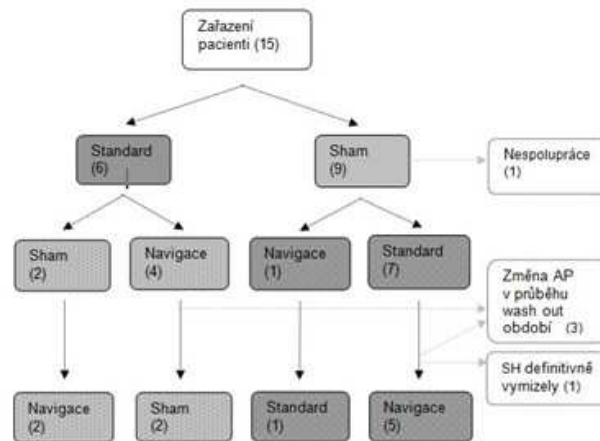 Zařazení
pacienti (15)
Standard
(6)
Sham
(9)
Nespolupráce
(1)
Sham
(2)
Navigace
(4)
Navigace
(1)
Standard
(7)
Změna AP
v průběhu
wash out
období (3)
SH definitivně
vymizely (1)
Navigace
(2)
Sham
(2)
Standard
(1)
Navigace
(5)